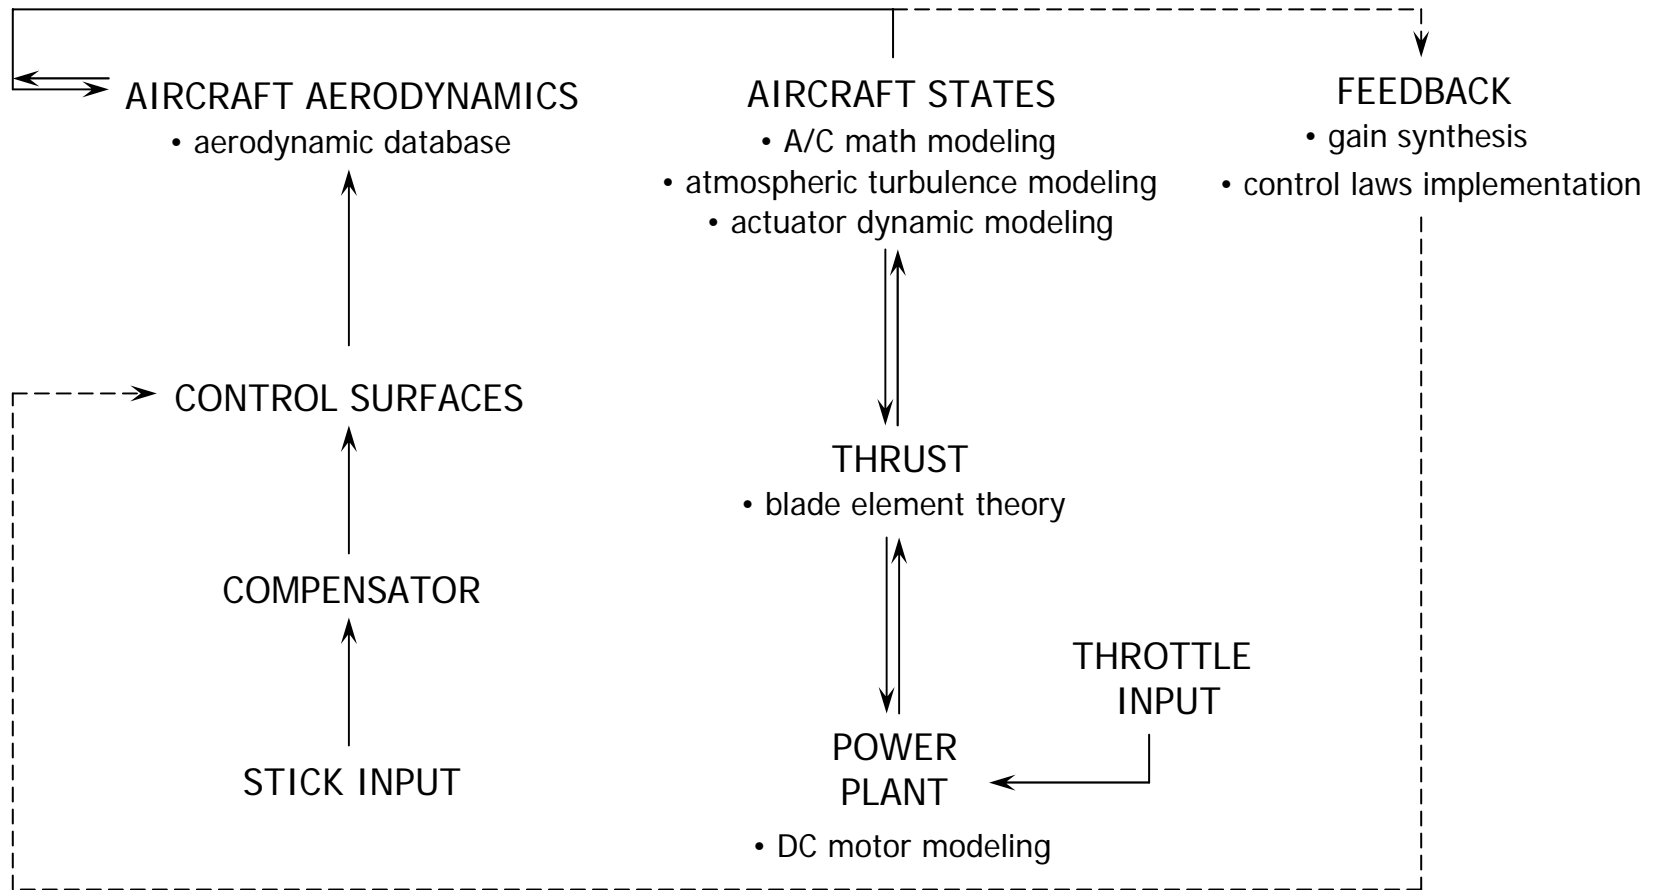 AIRCRAFT AERODYNAMICS
• aerodynamic database
CONTROL SURFACES
COMPENSATOR
STICK INPUT
AIRCRAFT STATES
• A/C math modeling
• atmospheric turbulence modeling
• actuator dynamic modeling
THRUST
• blade element theory
POWER
PLANT
• DC motor modeling
THROTTLE
INPUT
FEEDBACK
• gain synthesis
• control laws implementation